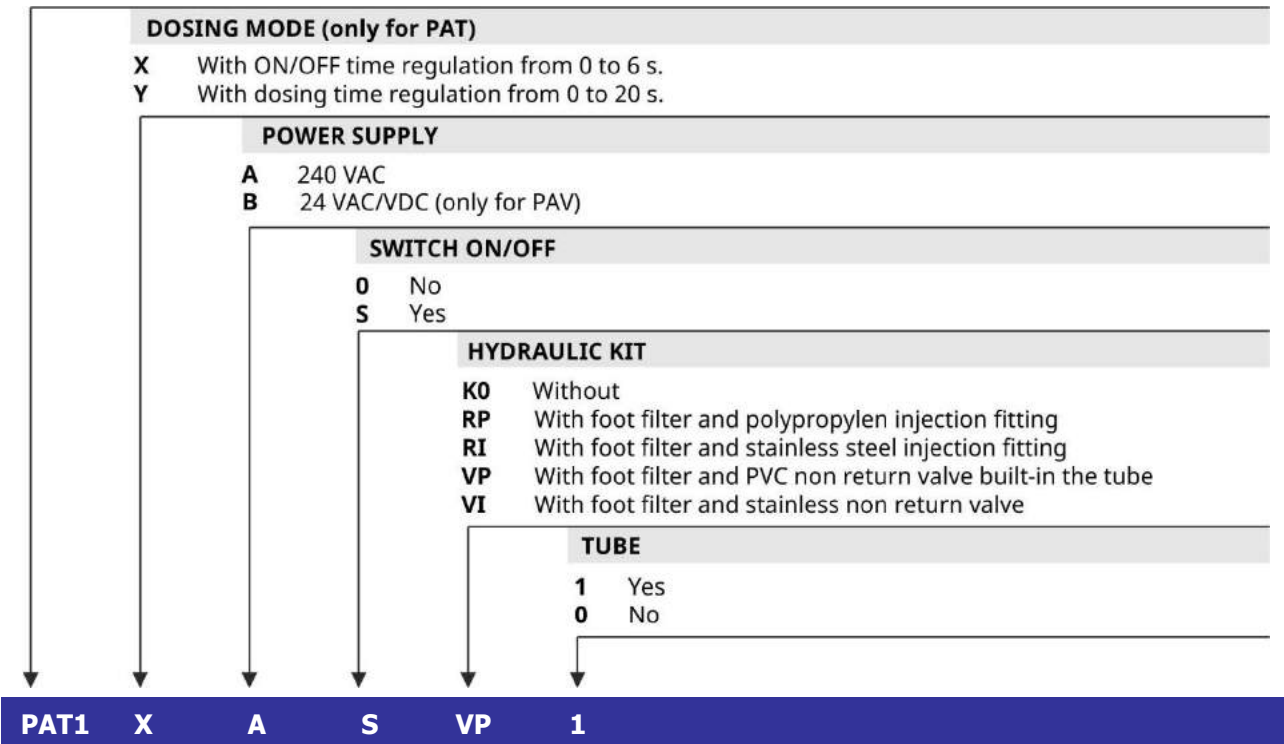 DOSING MODE (only for PAT)
X With ON/OFF time regulation from 0 to 6 s.
Y With dosing time regulation from 0 to 20 s.
POWER SUPPLY
A 240 VAC
B 24 VAC/VDC (only for PAV)
SWITCH ON/OFF
0 No
S Yes
HYDRAULIC KIT
K0 Without
RP With foot filter and polypropylen injection fitting
RI With foot filter and stainless steel injection fitting
VP With foot filter and PVC non return valve built-in the tube
VI With foot filter and stainless non return valve
TUBE
1 Yes
0 No
PAT1 X A S VP 1